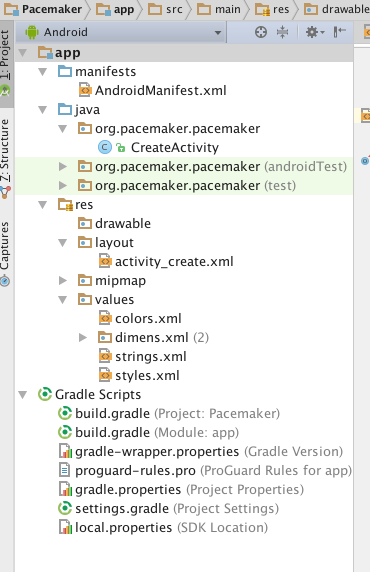 Pacemaker app src main res drawable
Android
1: Project
Z: Structure
Captures
app
manifests
AndroidManifest.xml
java
org.pacemaker.pacemaker
CreateActivity
org.pacemaker.pacemaker (androidTest)
org.pacemaker.pacemaker (test)
res
drawable
layout
activity_create.xml
mipmap
values
colors.xml
dimens.xml (2)
strings.xml
styles.xml
Gradle Scripts
build.gradle (Project: Pacemaker)
build.gradle (Module: app)
gradle-wrapper.properties (Gradle Version)
proguard-rules.pro (ProGuard Rules for app)
gradle.properties (Project Properties)
settings.gradle (Project Settings)
local.properties (SDK Location)